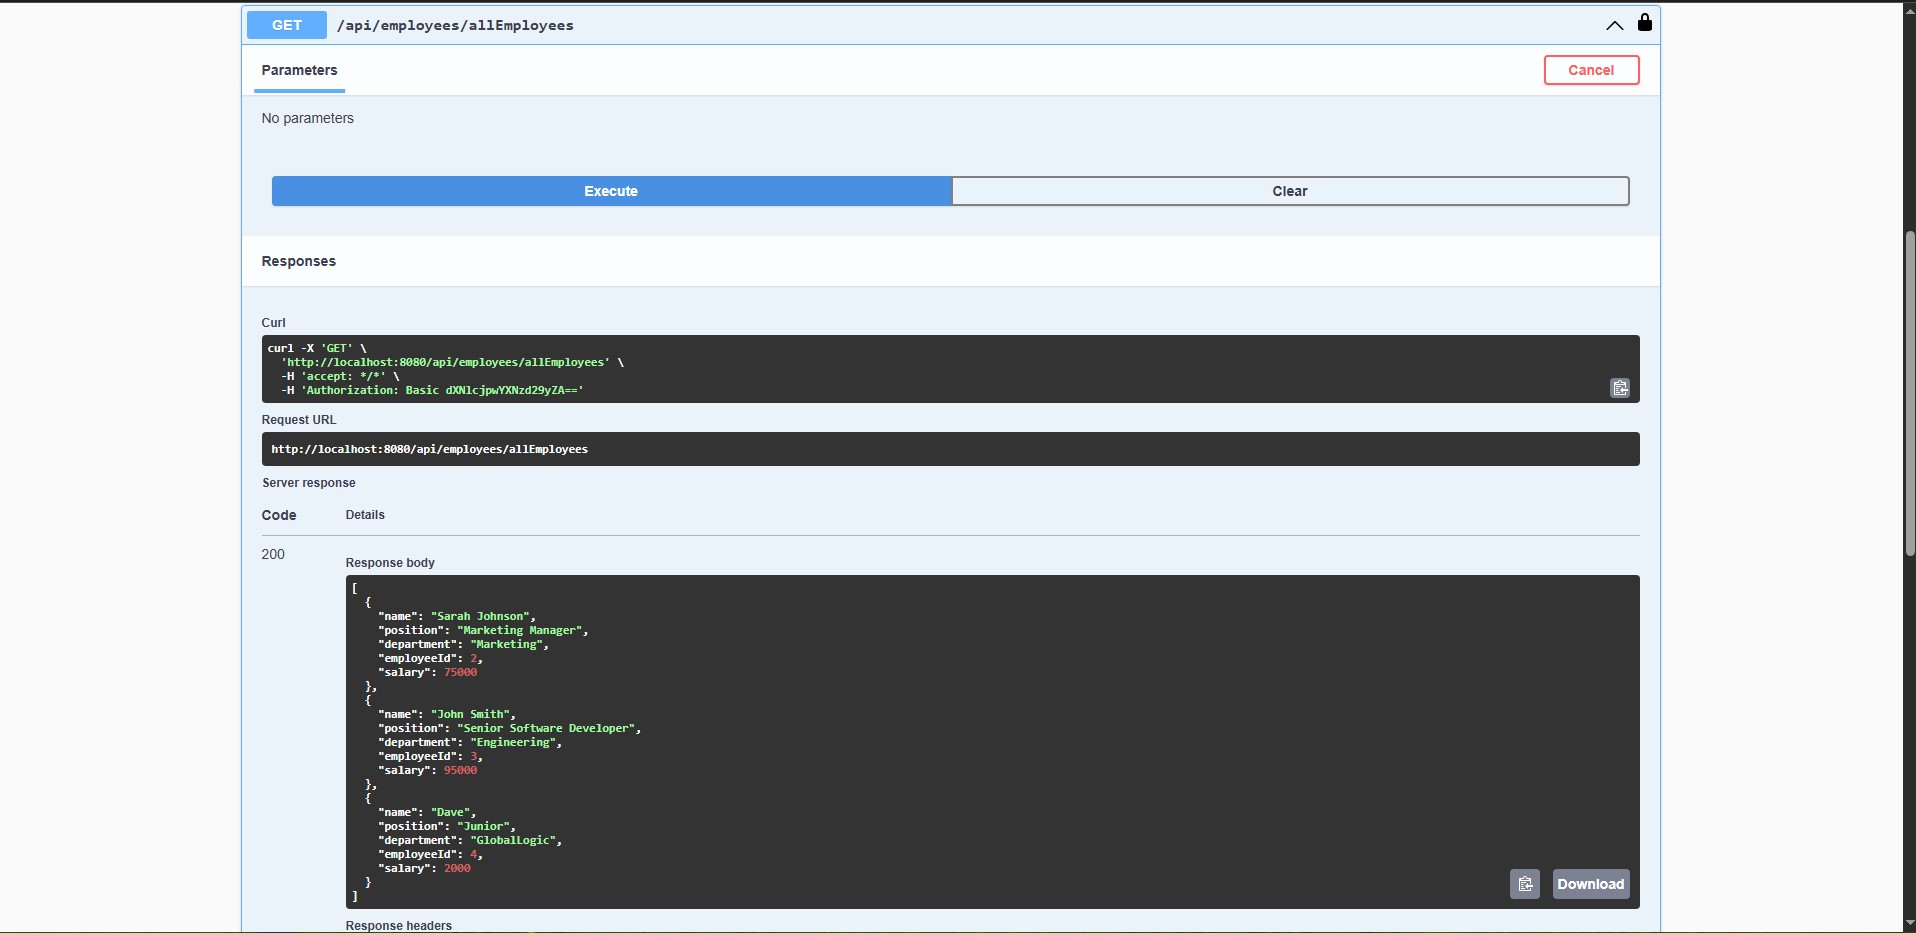 GET /api/employees/allEmployees
Parameters
Cancel
No parameters
Execute
Clear
Responses
Curl
curl -X 'GET' \
  'http://localhost:8080/api/employees/allEmployees' \
  -H 'accept: */*' \
  -H 'Authorization: Basic dXNlcjpwYXNzd29yZA=='
Request URL
http://localhost:8080/api/employees/allEmployees
Server response
Code Details
200
Response body
[
  {
    "name": "Sarah Johnson",
    "position": "Marketing Manager",
    "department": "Marketing",
    "employeeId": 2,
    "salary": 75000
  },
  {
    "name": "John Smith",
    "position": "Senior Software Developer",
    "department": "Engineering",
    "employeeId": 3,
    "salary": 95000
  },
  {
    "name": "Dave",
    "position": "Junior",
    "department": "GlobalLogic",
    "employeeId": 4,
    "salary": 2000
  }
]
Download
Response headers